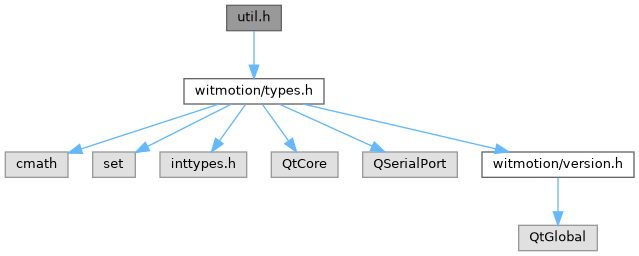 util.h
witmotion/types.h
cmath
set
inttypes.h
QtCore
QSerialPort
witmotion/version.h
QtGlobal